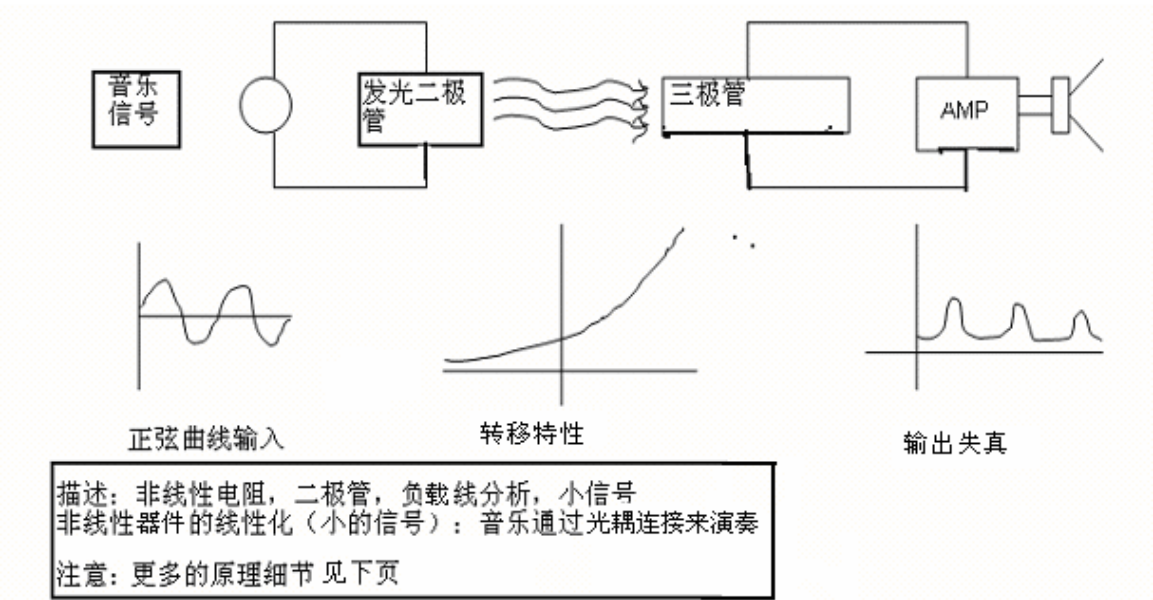 音乐
信号
发光二极
管
三极管
AMP
正弦曲线输入
转移特性
输出失真
描述：非线性电阻，二极管，负载线分析，小信号
非线性器件的线性化（小的信号）：音乐通过光耦连接来演奏
注意：更多的原理细节 见下页